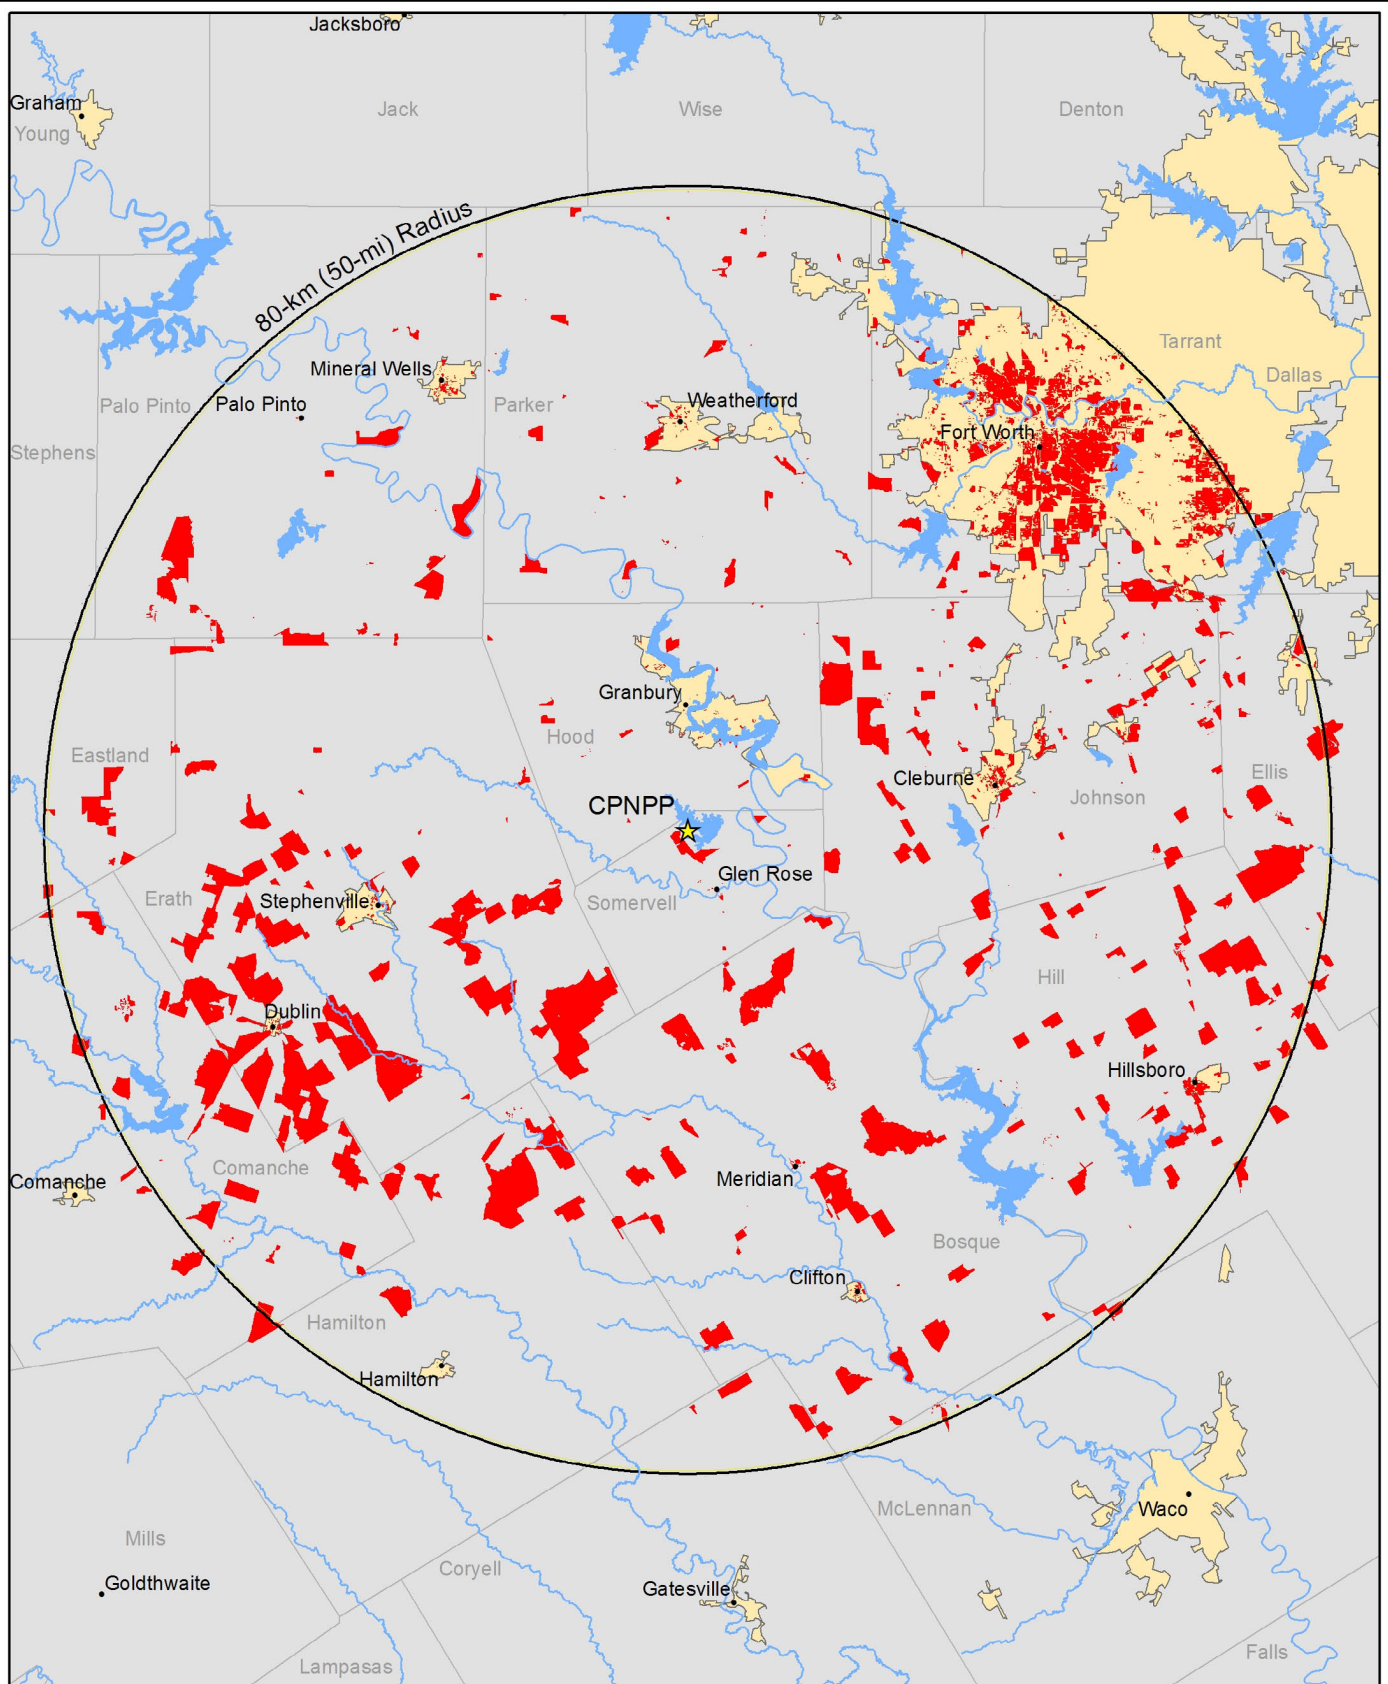 Jacksboro
Graham
Young
Jack
Wise
Denton
80-km (50-mi) Radius
Tarrant
Dallas
Mineral Wells
Palo Pinto
Palo Pinto
Parker
Weatherford
Fort Worth
Stephens
Granbury
Hood
Eastland
Cleburne
Johnson
Ellis
CPNPP
Glen Rose
Erath
Stephenville
Somervell
Hill
Dublin
Hillsboro
Comanche
Comanche
Meridian
Bosque
Clifton
Hamilton
Hamilton
McLennan
Waco
Mills
Coryell
Goldthwaite
Gatesville
Falls
Lampasas